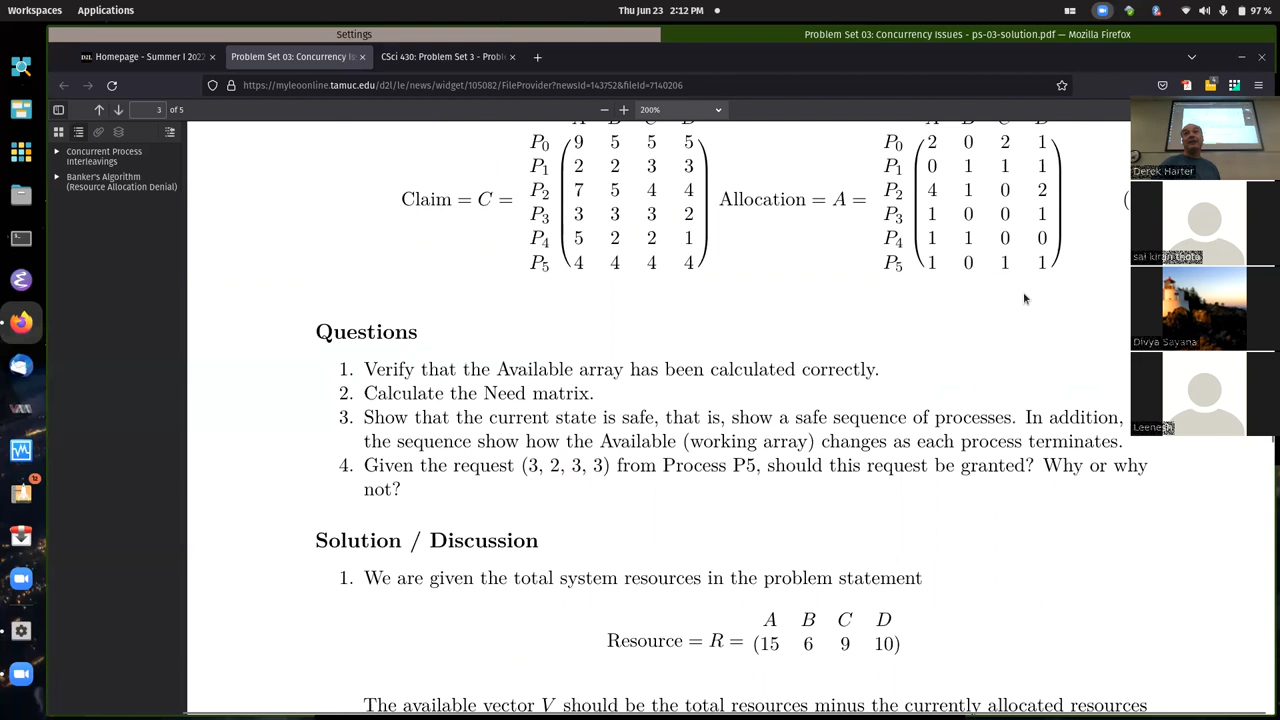 Workspaces Applications Thu Jun 23 2:12 PM 97 %
Settings Problem Set 03: Concurrency Issues - ps-03-solution.pdf — Mozilla Firefox
Homepage - Summer I 2022 Problem Set 03: Concurrency Is CSci 430: Problem Set 3 - Proble
https://myleoonline.tamuc.edu/d2l/le/news/widget/105082/FileProvider?newsId=143752&fileId=7140206
3 of 5 200%
Concurrent Process
Interleavings
Banker's Algorithm
(Resource Allocation Denial)
A B C D A B C D
P0 9 5 5 5 P0 2 0 2 1
P1 2 2 3 3 P1 0 1 1 1
P2 7 5 4 4 P2 4 1 0 2
Claim = C = Allocation = A = (
P3 3 3 3 2 P3 1 0 0 1
P4 5 2 2 1 P4 1 1 0 0
P5 4 4 4 4 P5 1 0 1 1
Derek Harter
sai kiran thota
Divya Sayana
Questions
1. Verify that the Available array has been calculated correctly.
2. Calculate the Need matrix.
3. Show that the current state is safe, that is, show a safe sequence of processes. In addition,
the sequence show how the Available (working array) changes as each process terminates.
4. Given the request (3, 2, 3, 3) from Process P5, should this request be granted? Why or why
not?
Solution / Discussion
1. We are given the total system resources in the problem statement
A B C D
Resource = R = (15 6 9 10)
The available vector V should be the total resources minus the currently allocated resources